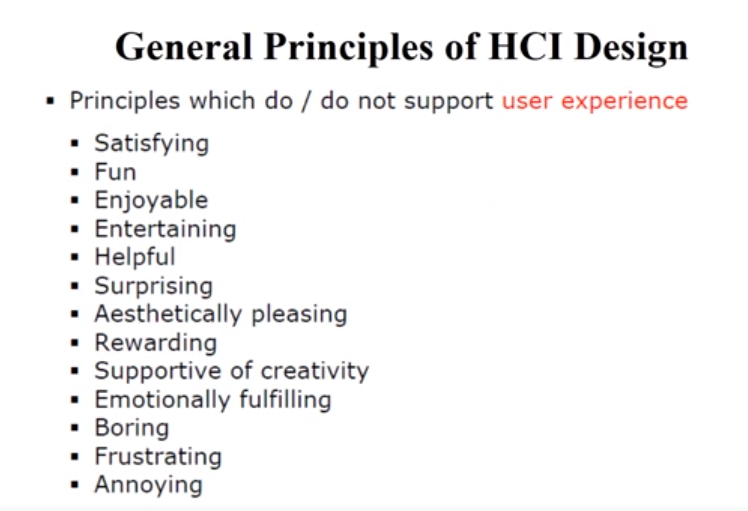 General Principles of HCI Design
▪ Principles which do / do not support user experience
▪ Satisfying
▪ Fun
▪ Enjoyable
▪ Entertaining
▪ Helpful
▪ Surprising
▪ Aesthetically pleasing
▪ Rewarding
▪ Supportive of creativity
▪ Emotionally fulfilling
▪ Boring
▪ Frustrating
▪ Annoying